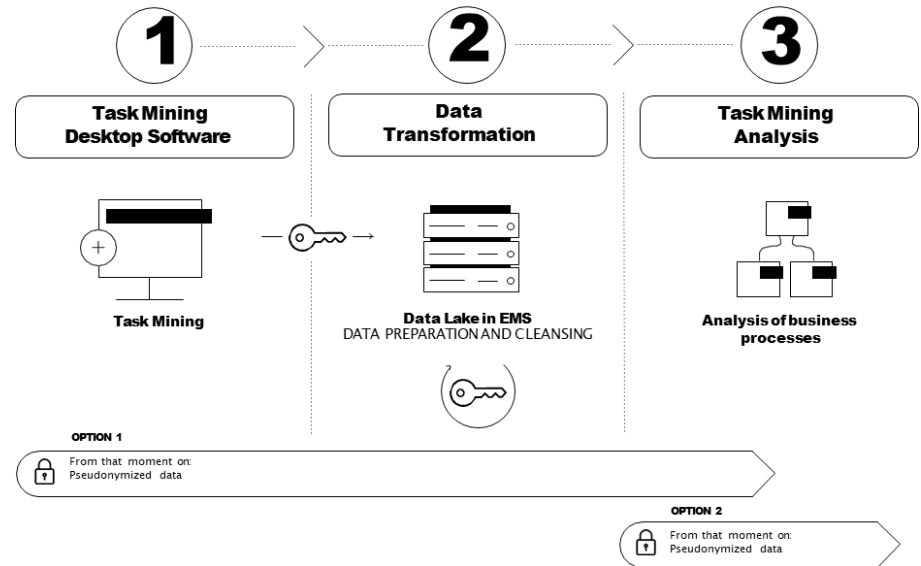 1
2
3
Task Mining
Desktop Software
Data
Transformation
Task Mining
Analysis
Task Mining
Data Lake in EMS
DATA PREPARATION AND CLEANSING
Analysis of business
processes
OPTION 1
From that moment on:
Pseudonymized data
OPTION 2
From that moment on:
Pseudonymized data